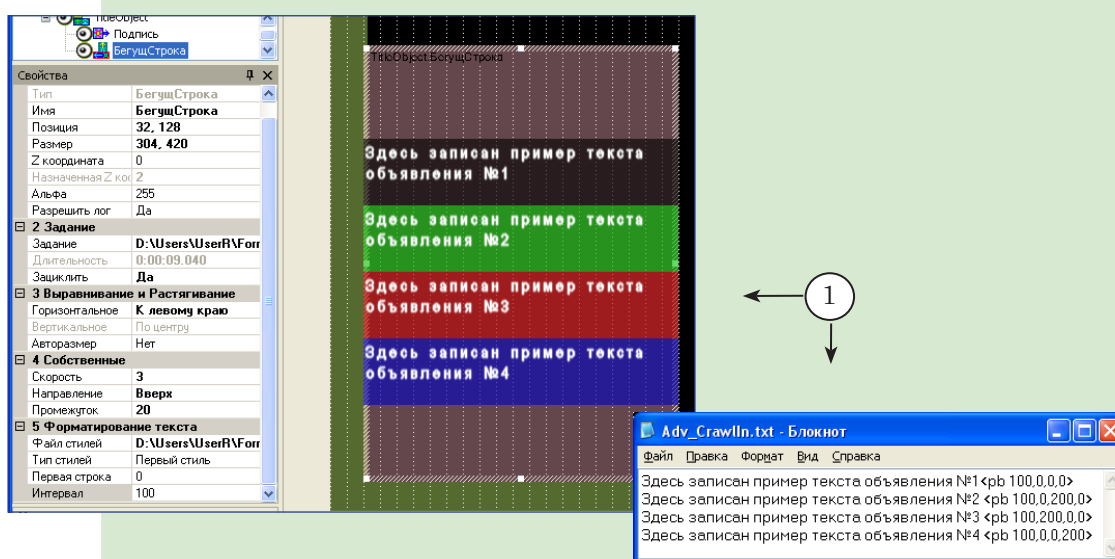 TitleObject
Подпись
БегущСтрока
Свойства
Тип БегущСтрока
Имя БегущСтрока
Позиция 32, 128
Размер 304, 420
Z координата 0
Назначенная Z коо 2
Альфа 255
Разрешить лог Да
2 Задание
Задание D:\Users\UserR\Forr
Длительность 0:00:09.040
Зациклить Да
3 Выравнивание и Растягивание
Горизонтальное К левому краю
Вертикальное По центру
Авторазмер Нет
4 Собственные
Скорость 3
Направление Вверх
Промежуток 20
5 Форматирование текста
Файл стилей D:\Users\UserR\Forr
Тип стилей Первый стиль
Первая строка 0
Интервал 100
TitleObject.БегущСтрока
Здесь записан пример текста
объявления №1
Здесь записан пример текста
объявления №2
Здесь записан пример текста
объявления №3
Здесь записан пример текста
объявления №4
1
Adv_CrawlIn.txt - Блокнот
Файл Правка Формат Вид Справка
Здесь записан пример текста объявления №1<pb 100,0,0,0>
Здесь записан пример текста объявления №2 <pb 100,0,200,0>
Здесь записан пример текста объявления №3 <pb 100,200,0,0>
Здесь записан пример текста объявления №4 <pb 100,0,0,200>